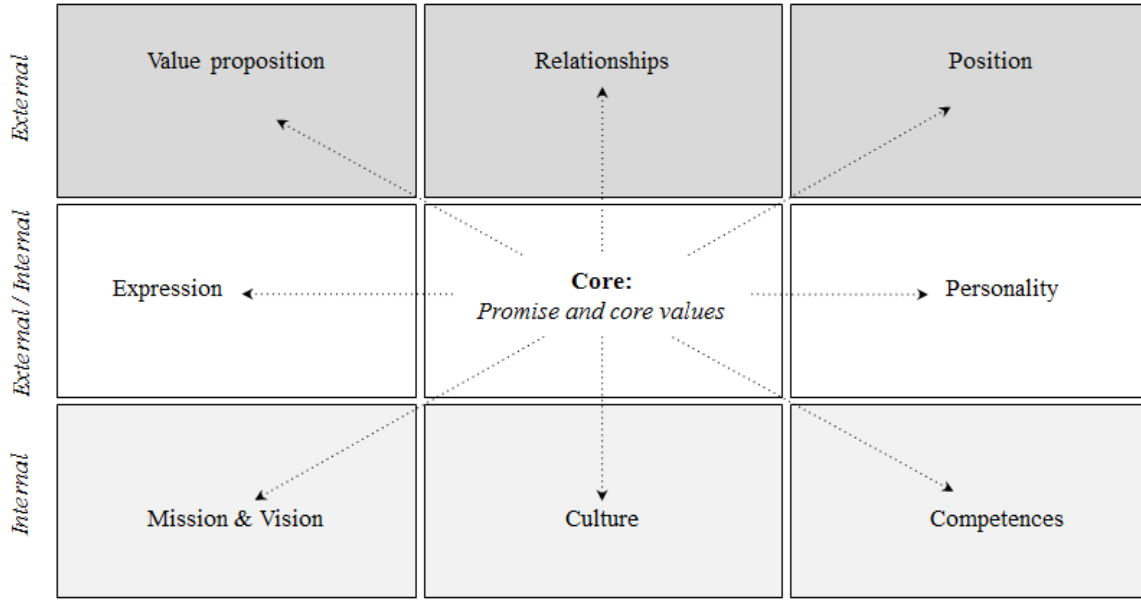 External
Value proposition
Relationships
Position
External / Internal
Expression
Core:
Promise and core values
Personality
Internal
Mission & Vision
Culture
Competences